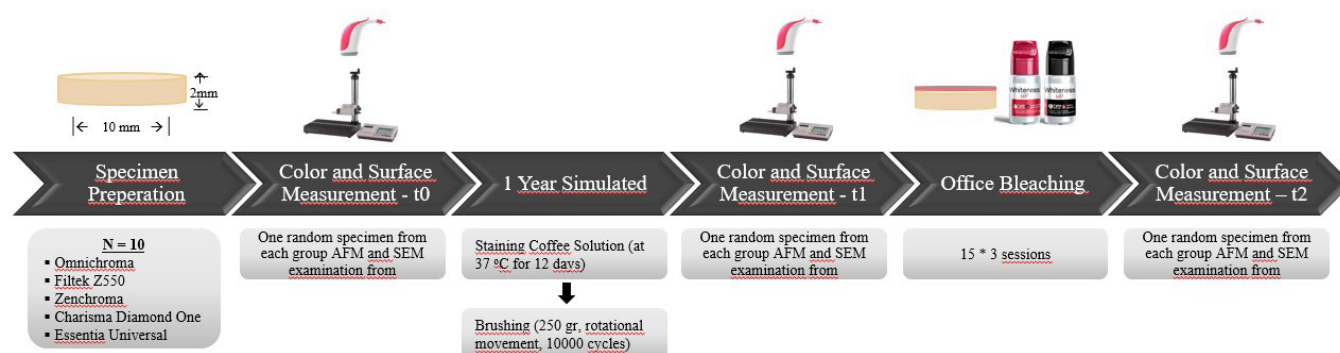 2mm
10 mm
Whiteness
HP
Whiteness
HP
Specimen
Preperation
Color and Surface
Measurement - t0
1 Year Simulated
Color and Surface
Measurement - t1
Office Bleaching
Color and Surface
Measurement – t2
N = 10
▪ Omnichroma
▪ Filtek Z550
▪ Zenchroma
▪ Charisma Diamond One
▪ Essentia Universal
One random specimen from
each group AFM and SEM
examination from
Staining Coffee Solution (at
37 ºC for 12 days)
Brushing (250 gr, rotational
movement, 10000 cycles)
One random specimen from
each group AFM and SEM
examination from
15 * 3 sessions
One random specimen from
each group AFM and SEM
examination from